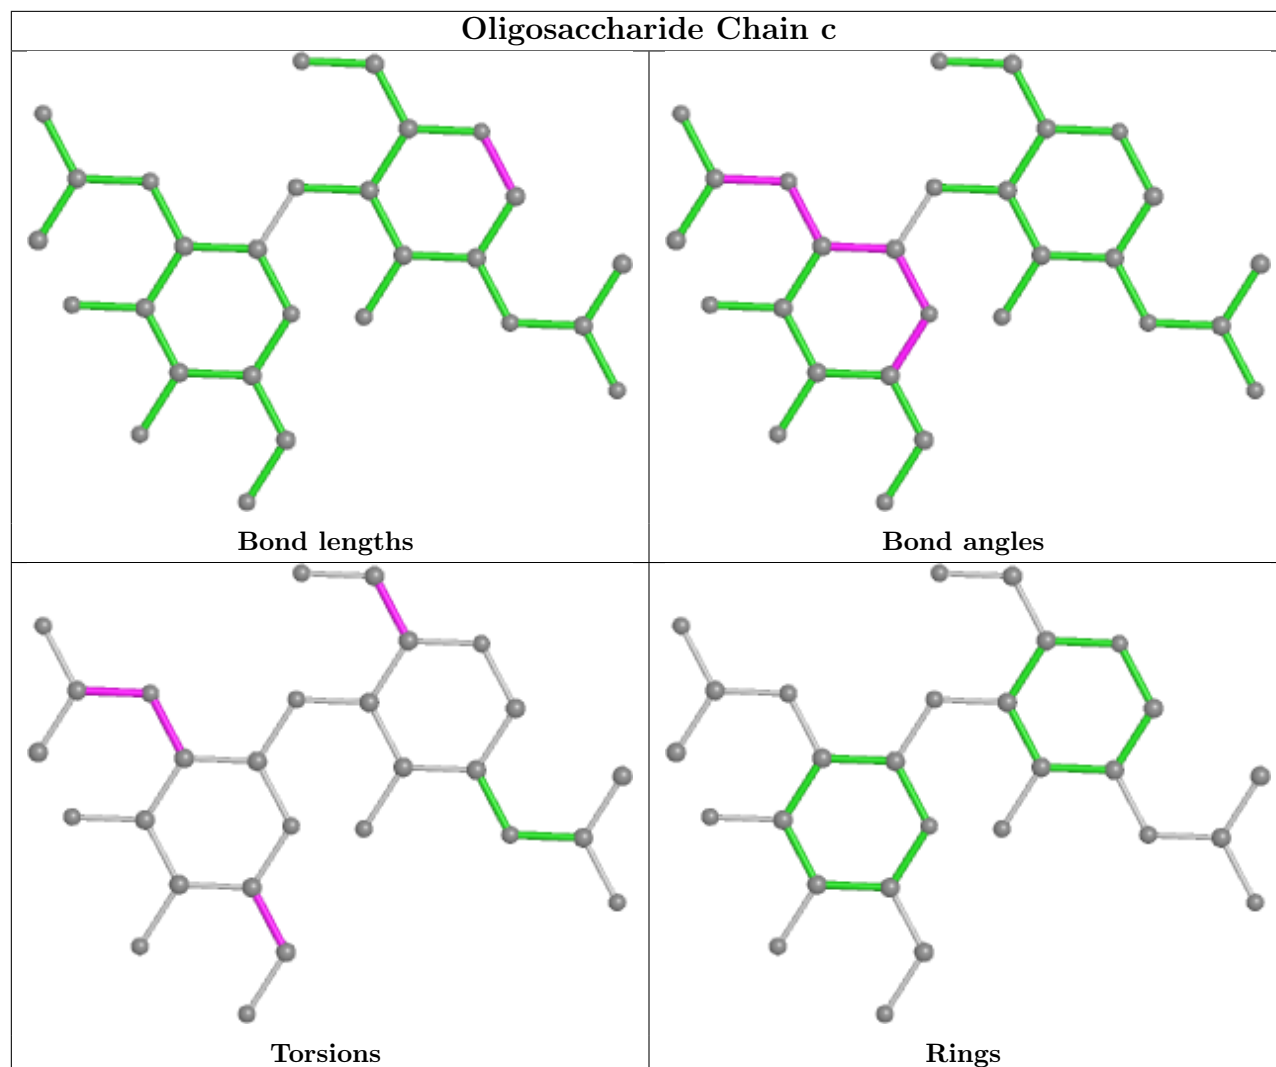 Oligosaccharide Chain c
Bond lengths
Bond angles
Torsions
Rings